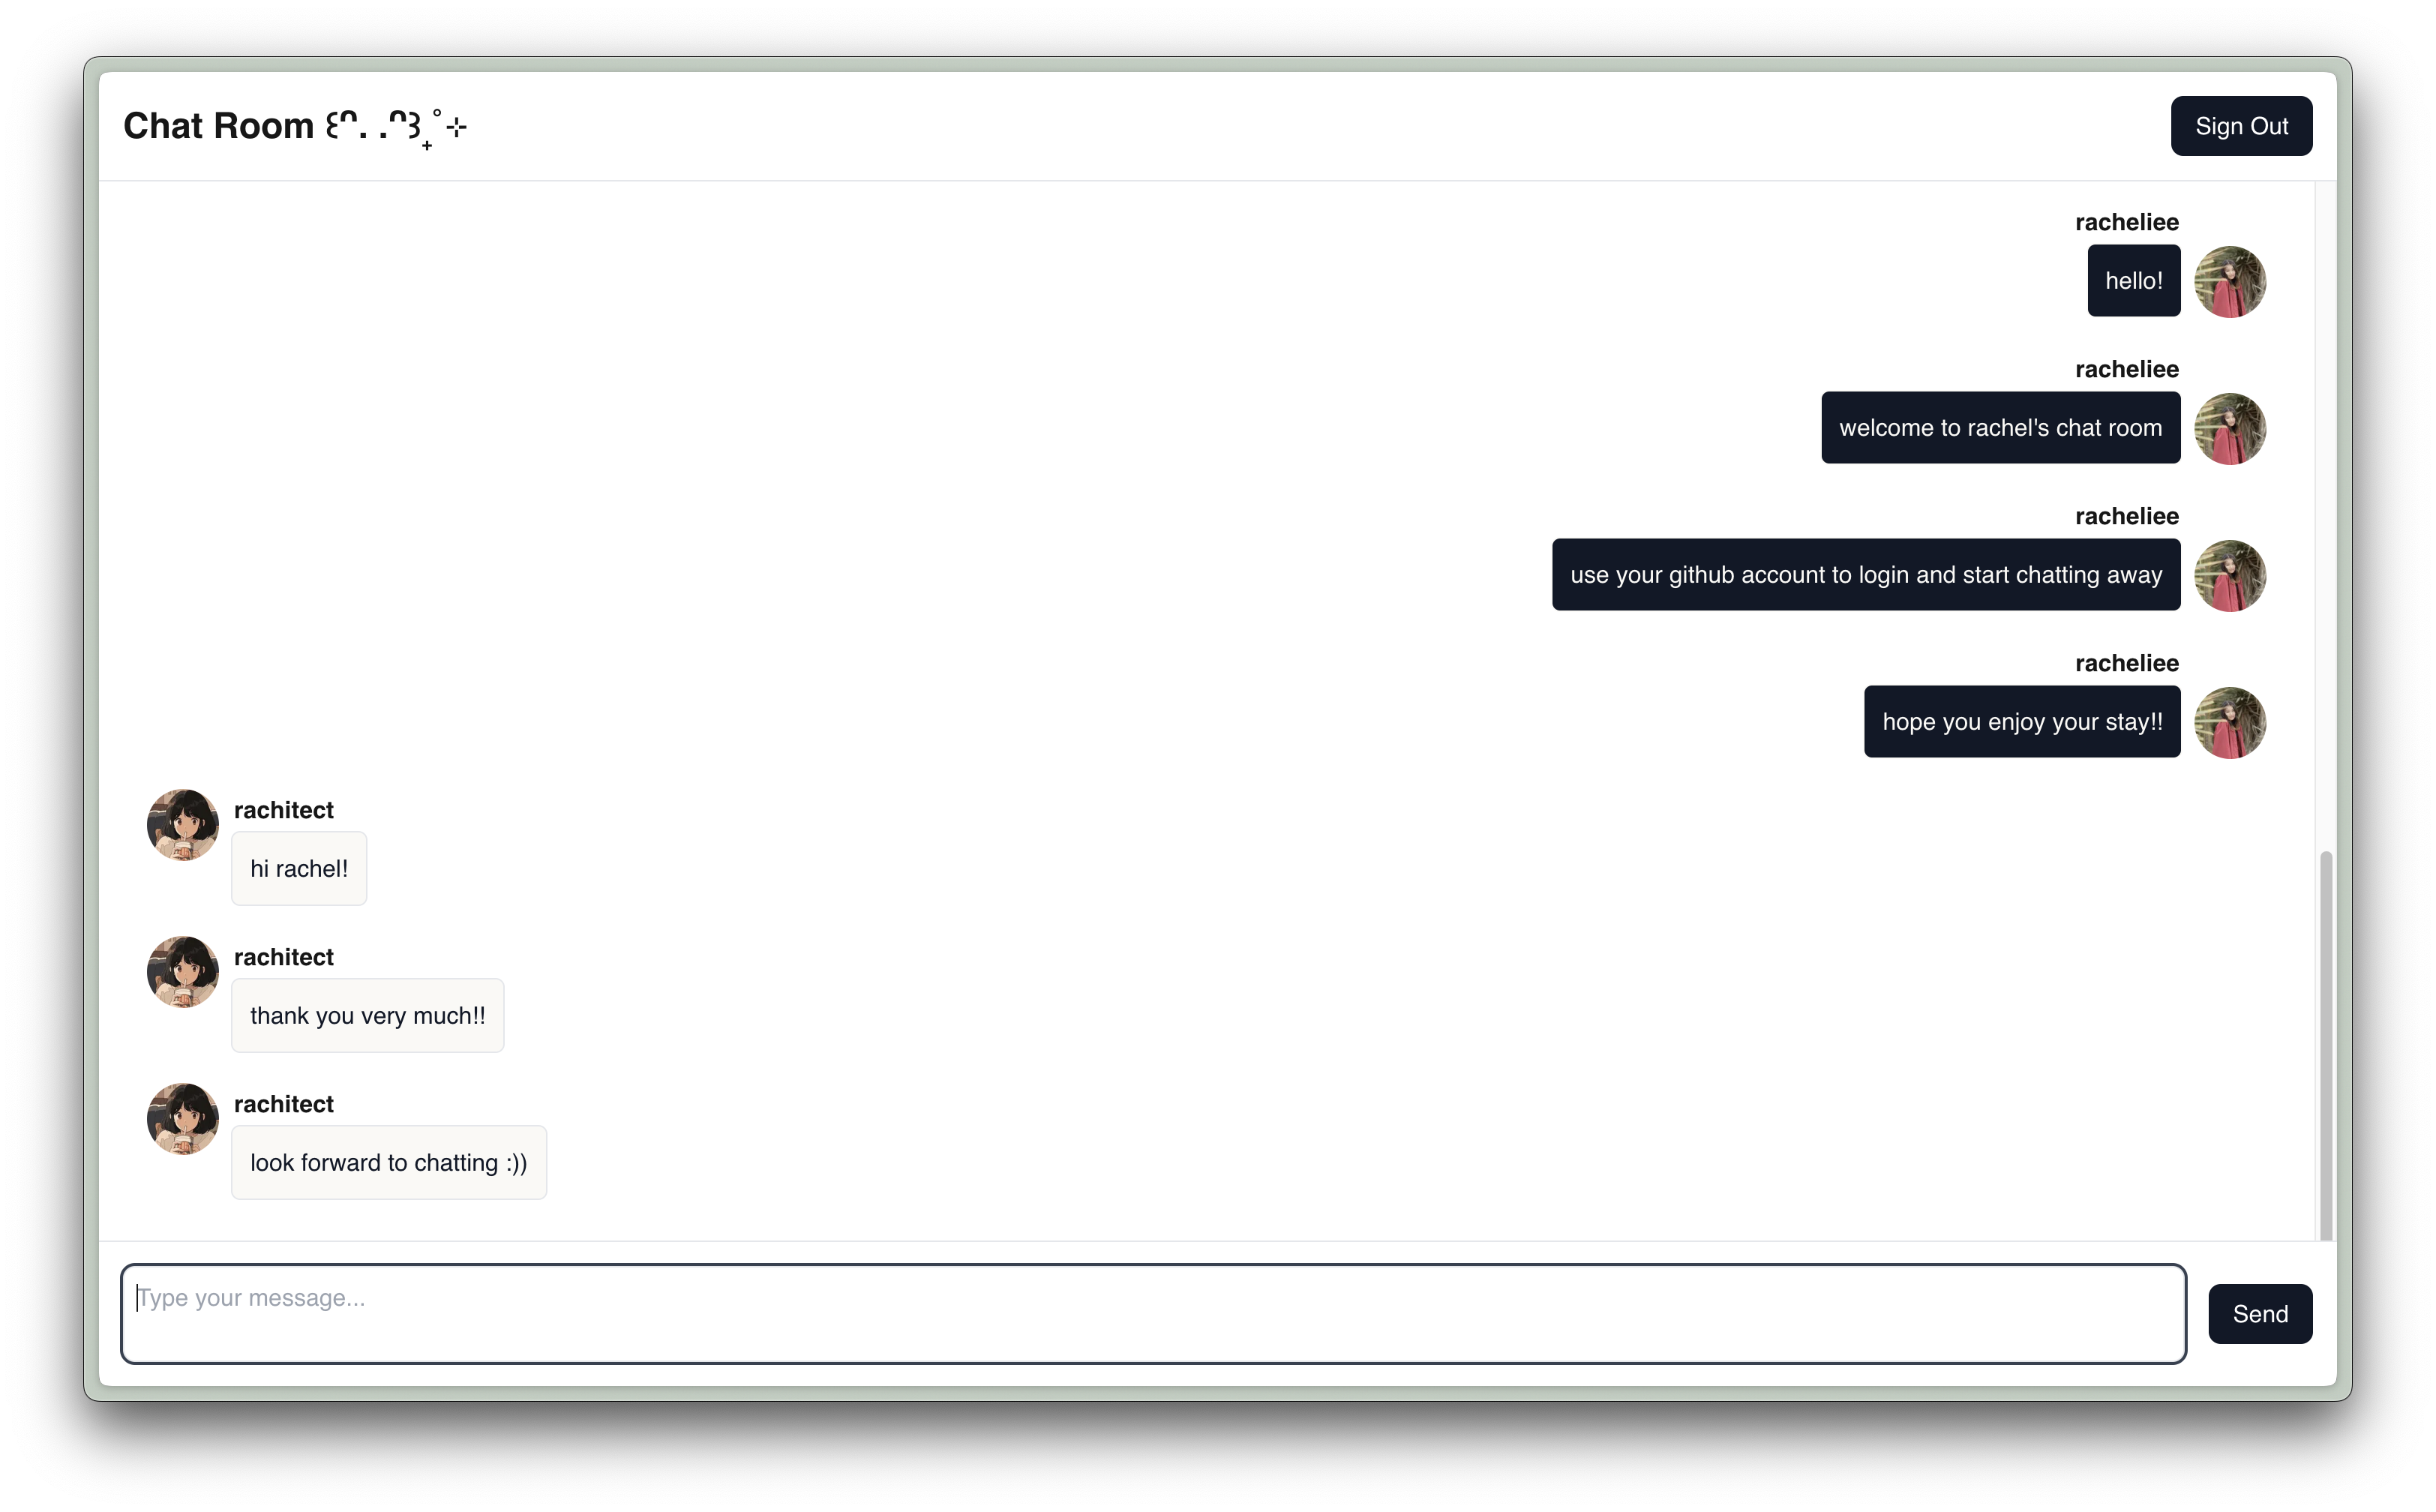 Chat Room ꒰ᐢ. .ᐢ꒱₊˚⊹
Sign Out
racheliee
hello!
racheliee
welcome to rachel's chat room
racheliee
use your github account to login and start chatting away
racheliee
hope you enjoy your stay!!
rachitect
hi rachel!
rachitect
thank you very much!!
rachitect
look forward to chatting :))
Type your message...
Send